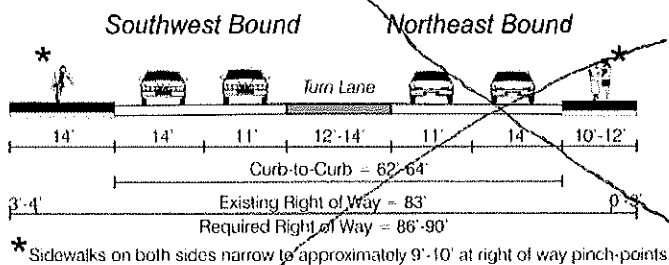 Southwest Bound Northeast Bound
* *
Turn Lane
14' 14' 11' 12'-14' 11' 14' 10'-12'
Curb-to-Curb = 62'-64'
3'-4' Existing Right of Way = 83' 0'-3'
Required Right of Way = 86'-90'
*Sidewalks on both sides narrow to approximately 9'-10' at right of way pinch-points